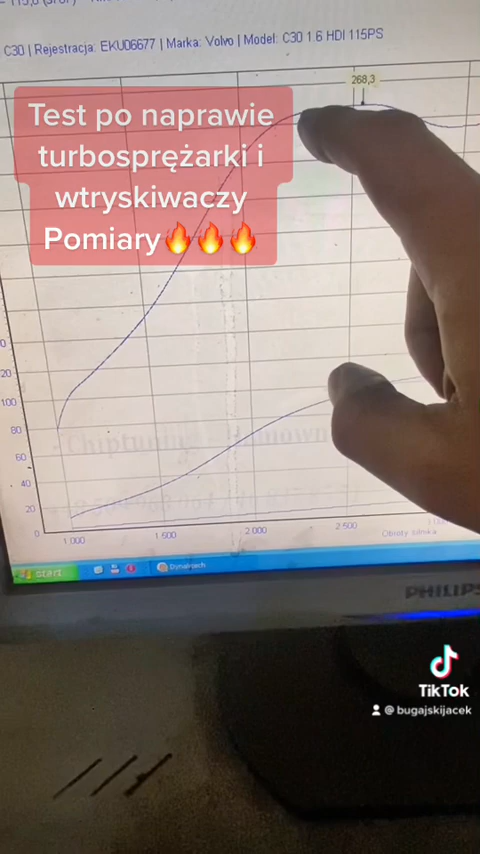 C30 | Rejestracja: EKU06677 | Marka: Volvo | Model: C30 1.6 HDI 115PS
268,3
Test po naprawie
turbosprężarki i
wtryskiwaczy
Pomiary🔥🔥🔥
20
100
80
60
40
20
0
1 000
1 500
2 000
2 500
Obroty silnika
start
PHILIPS
TikTok
@bugajskijacek